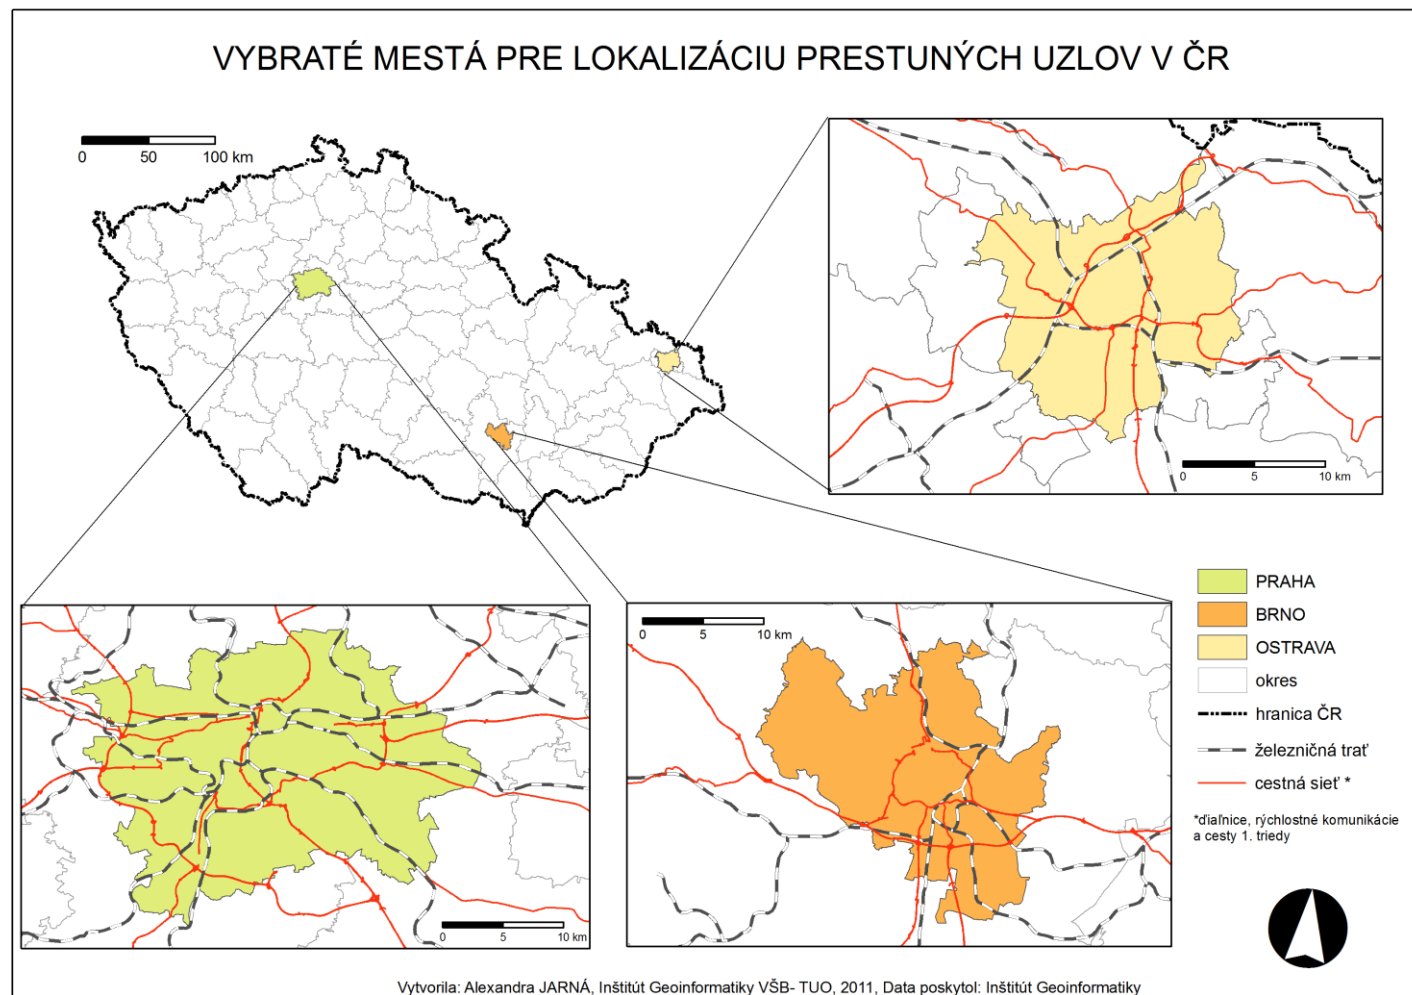 VYBRATÉ MESTÁ PRE LOKALIZÁCIU PRESTUNÝCH UZLOV V ČR
0 50 100 km
0 5 10 km
0 5 10 km
0 5 10 km
PRAHA
BRNO
OSTRAVA
okres
hranica ČR
železničná trať
cestná sieť *
*diaľnice, rýchlostné komunikácie
a cesty 1. triedy
Vytvorila: Alexandra JARNÁ, Inštitút Geoinformatiky VŠB- TUO, 2011, Data poskytol: Inštitút Geoinformatiky